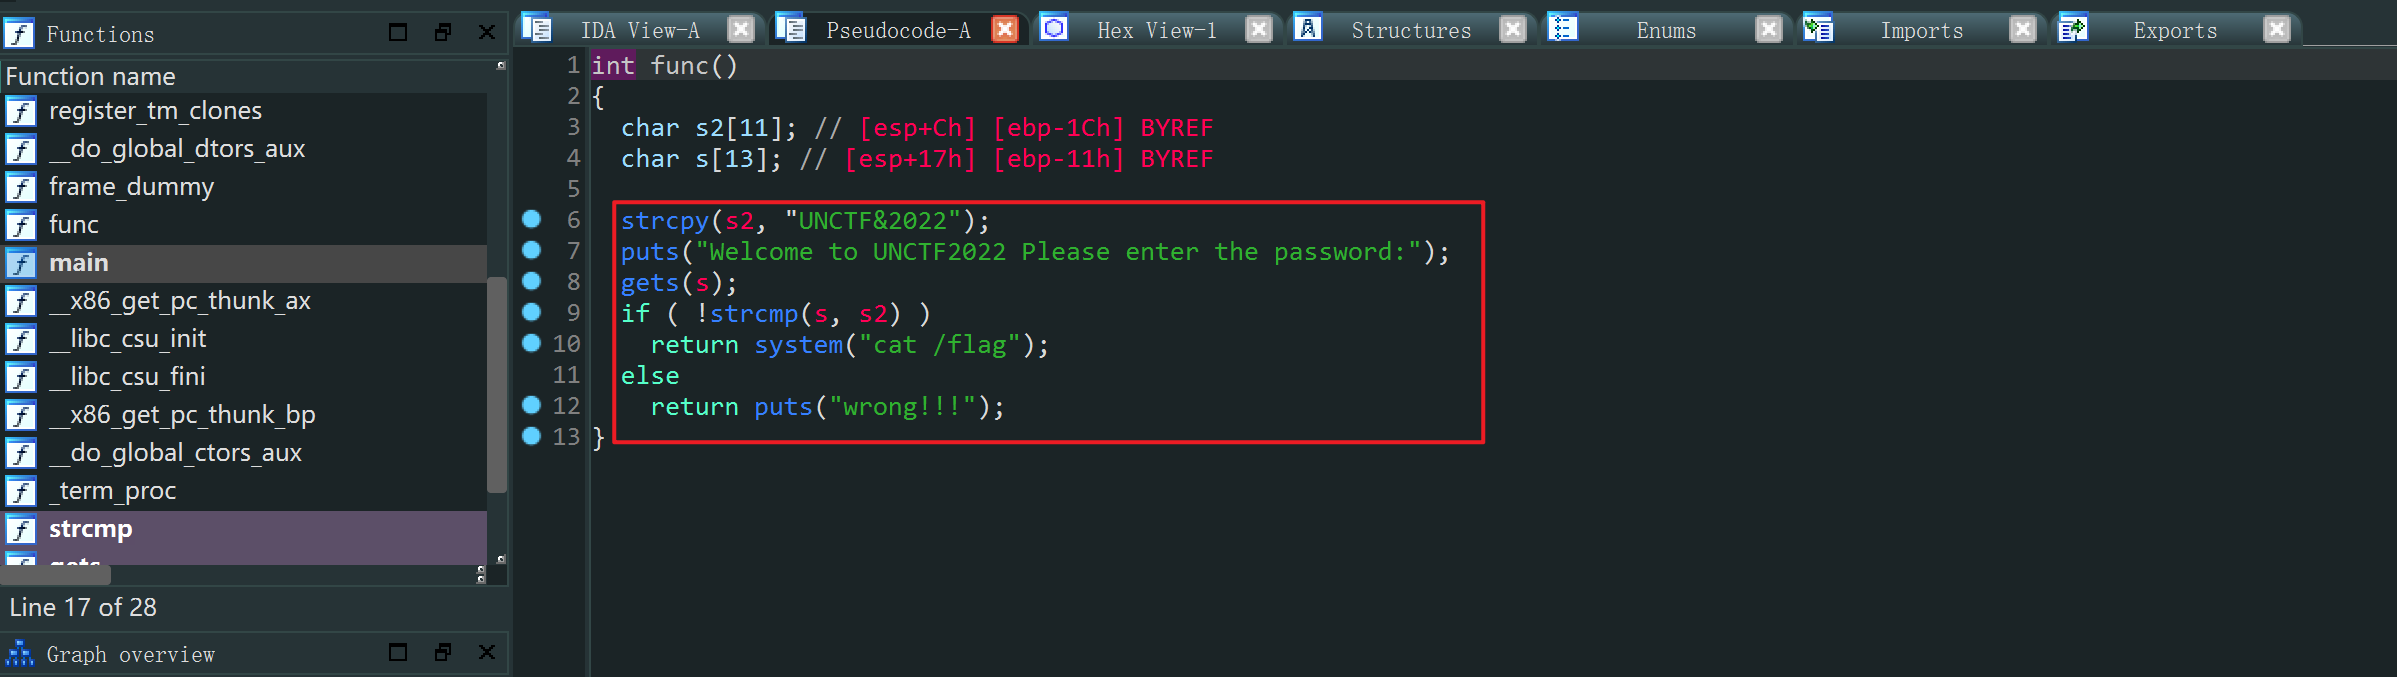 Functions
Function name
register_tm_clones
__do_global_dtors_aux
frame_dummy
func
main
__x86_get_pc_thunk_ax
__libc_csu_init
__libc_csu_fini
__x86_get_pc_thunk_bp
__do_global_ctors_aux
_term_proc
strcmp
gets
Line 17 of 28
Graph overview
IDA View-A Pseudocode-A Hex View-1 Structures Enums Imports Exports
1 int func()
2 {
3 char s2[11]; // [esp+Ch] [ebp-1Ch] BYREF
4 char s[13]; // [esp+17h] [ebp-11h] BYREF
5
6 strcpy(s2, "UNCTF&2022");
7 puts("Welcome to UNCTF2022 Please enter the password:");
8 gets(s);
9 if ( !strcmp(s, s2) )
10 return system("cat /flag");
11 else
12 return puts("wrong!!!");
13 }